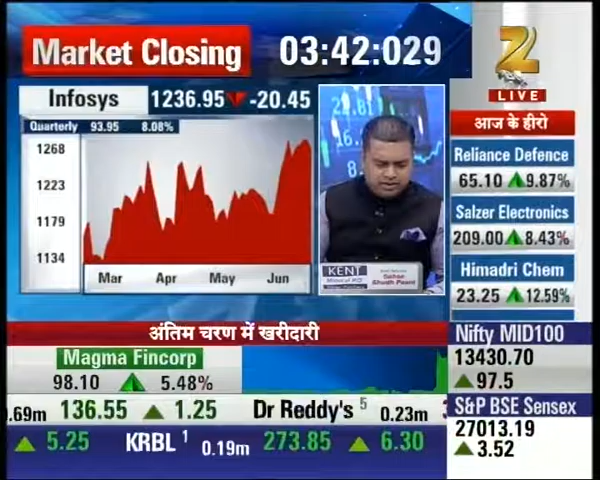 Market Closing
03:42:029
Z
LIVE
Infosys
1236.95 -20.45
Quarterly 93.95 8.08%
1268
1223
1179
1134
Mar Apr May Jun
KENT
आज के हीरो
Reliance Defence
65.10 9.87%
Salzer Electronics
209.00 8.43%
Himadri Chem
23.25 12.59%
अंतिम चरण में खरीदारी
Magma Fincorp
98.10 5.48%
Nifty MID100
13430.70
97.5
.69m 136.55 1.25 Dr Reddy's 5 0.23m
S&P BSE Sensex
27013.19
3.52
5.25 KRBL 1 0.19m 273.85 6.30